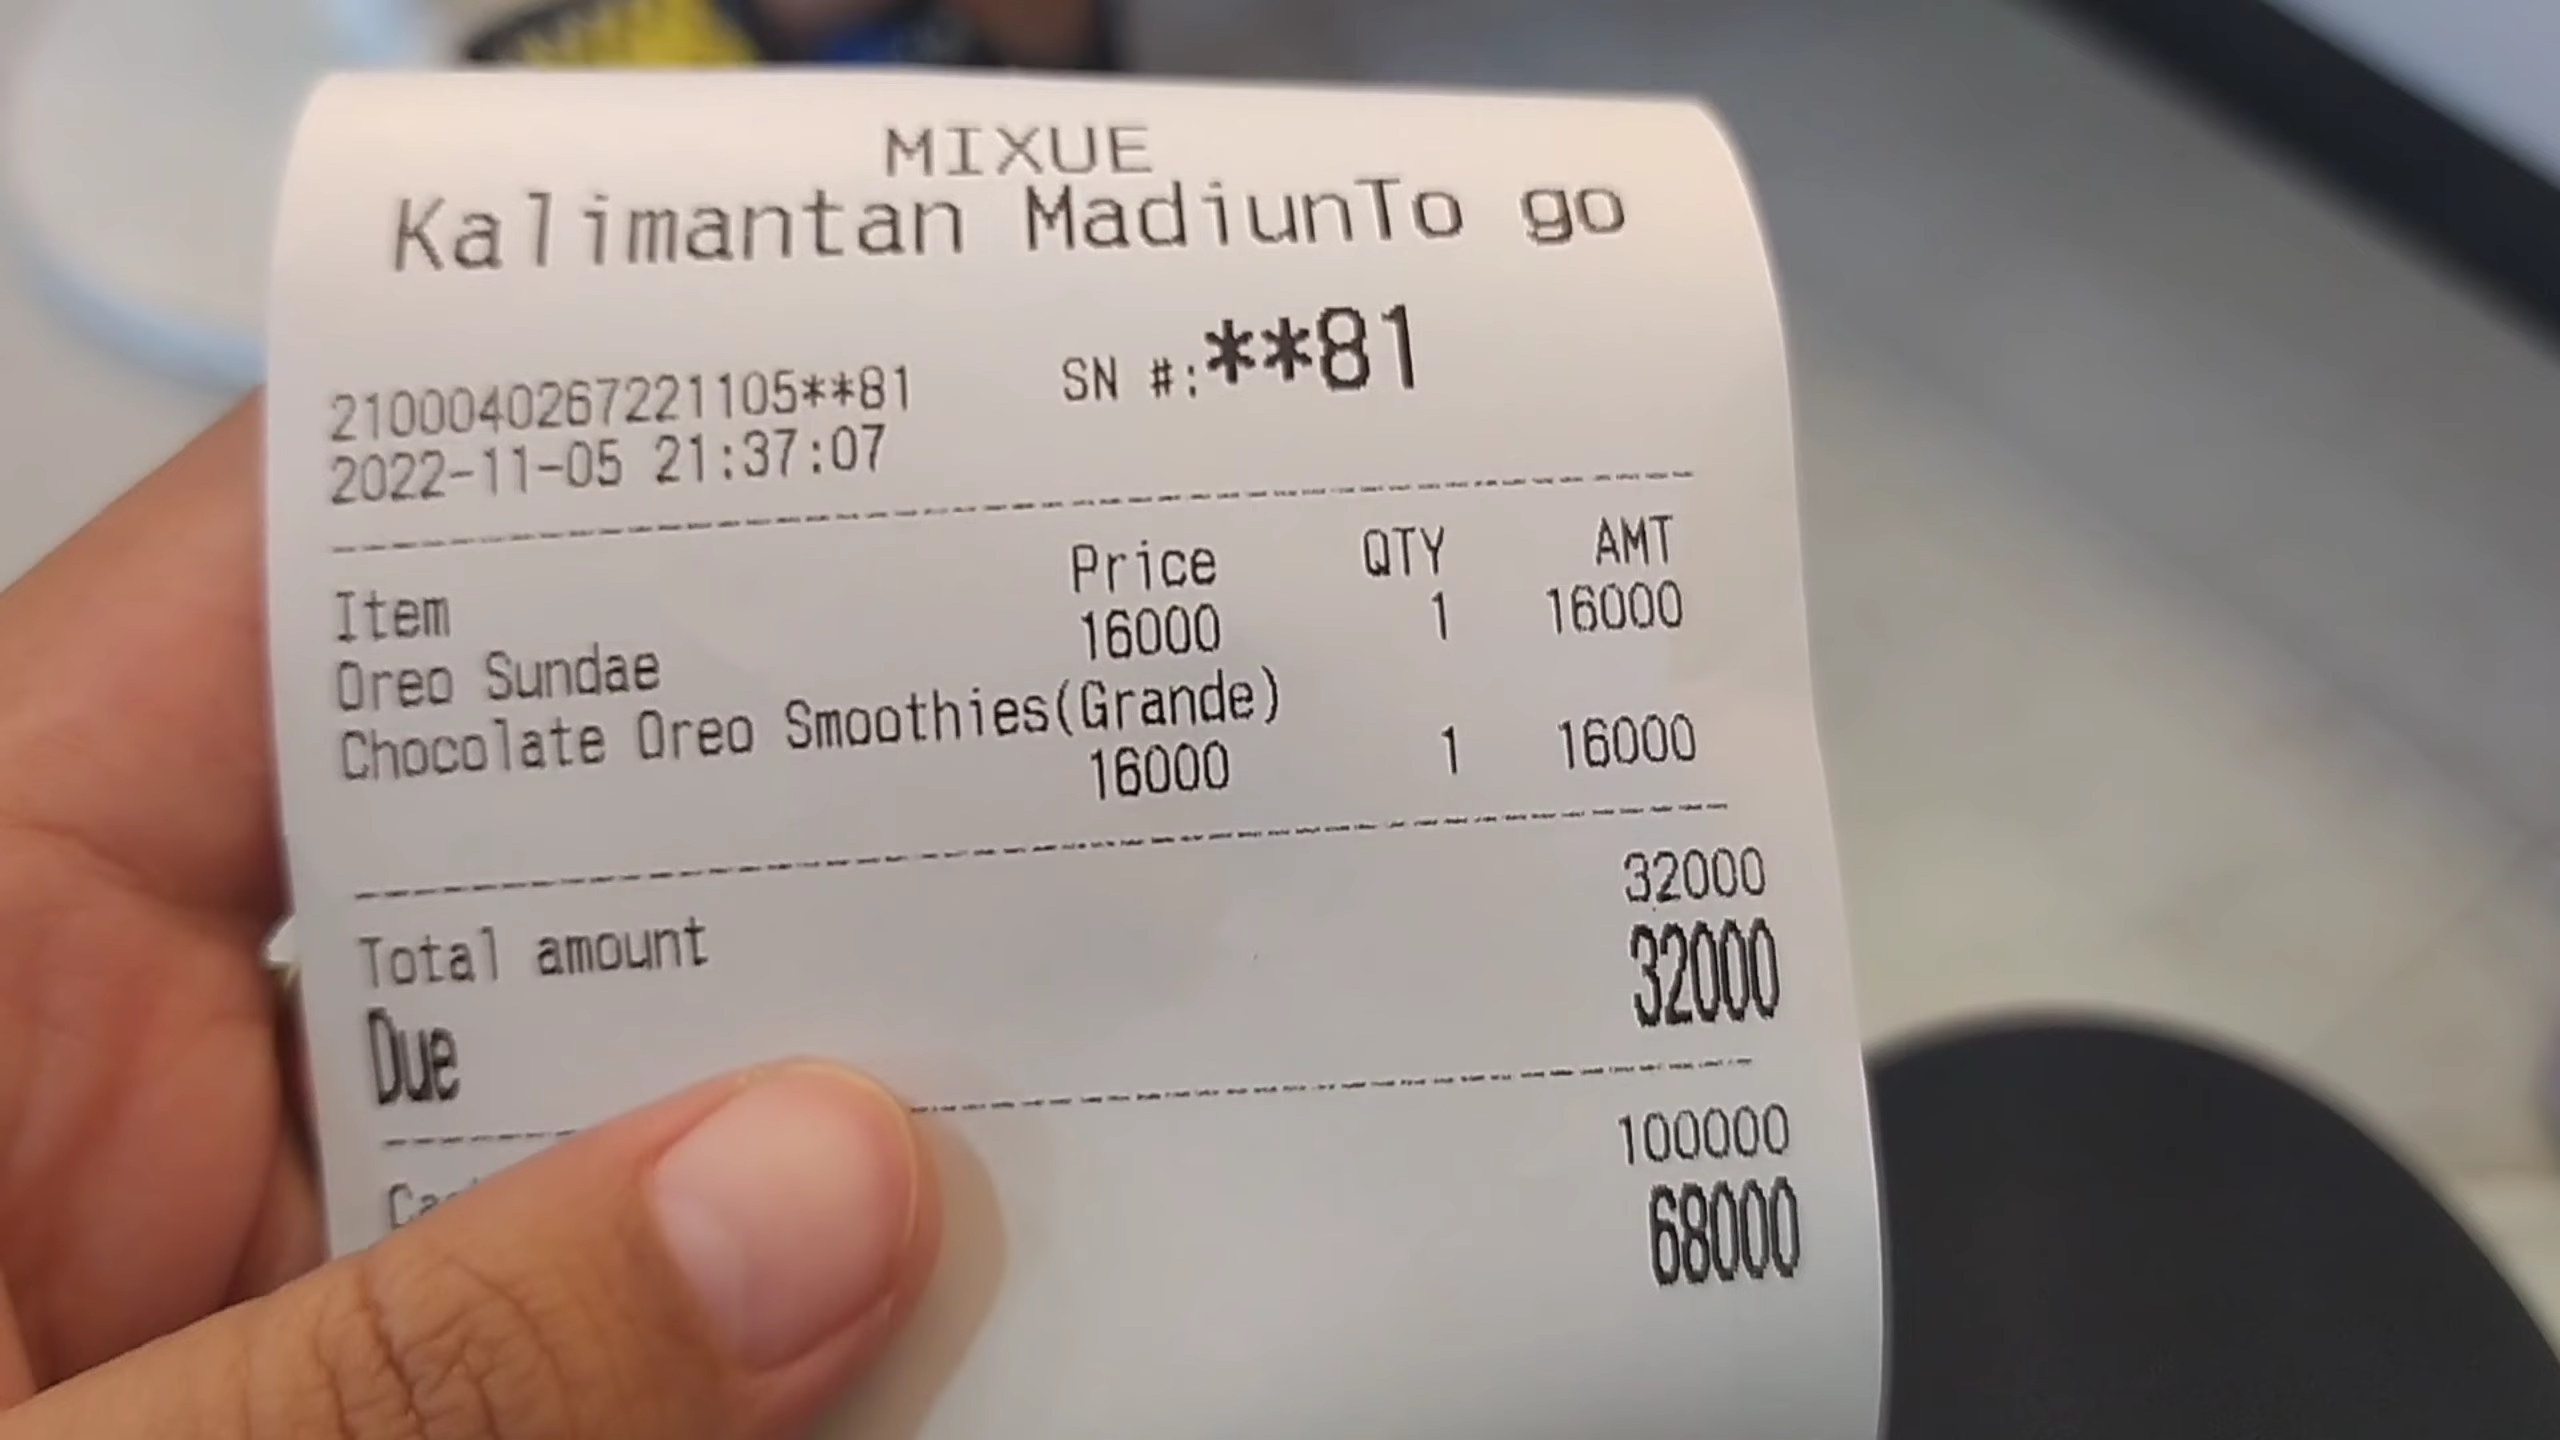 MIXUE
Kalimantan MadiunTo go
2100040267221105**81 SN #:**81
2022-11-05 21:37:07
Item Price QTY AMT
Oreo Sundae 16000 1 16000
Chocolate Oreo Smoothies(Grande)
16000 1 16000
Total amount 32000
Due 32000
100000
68000